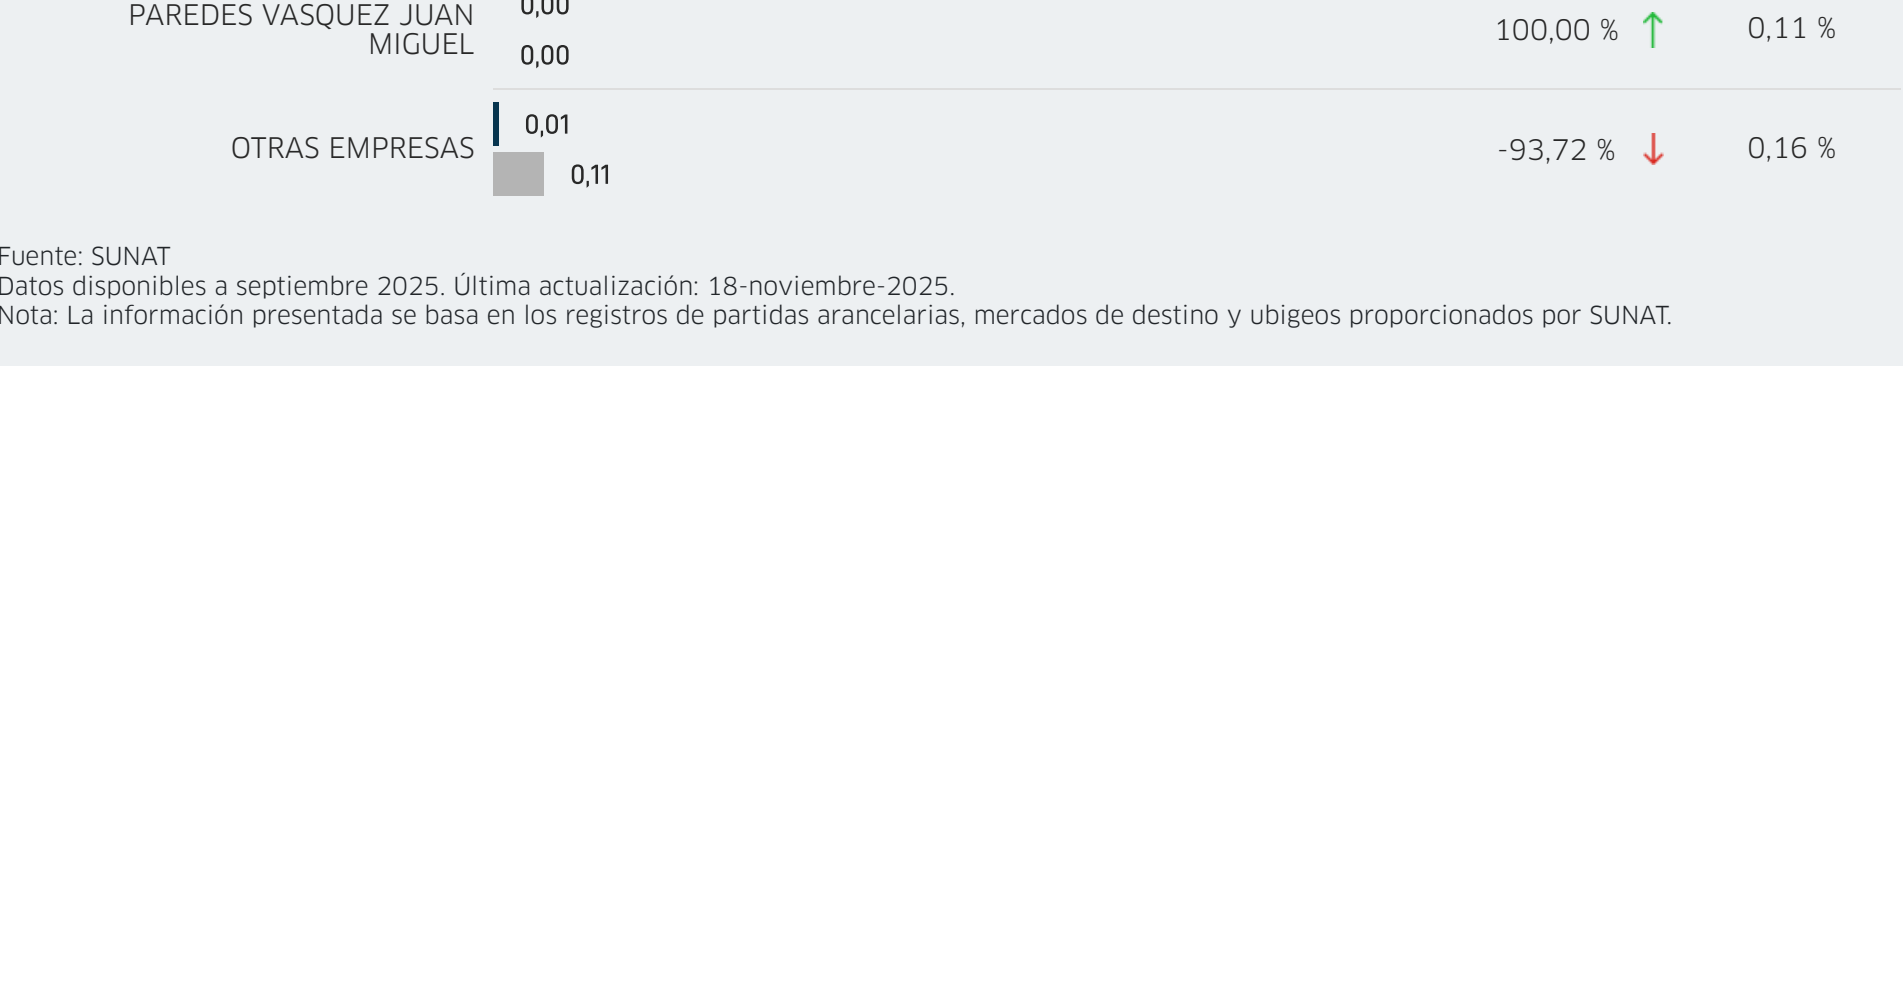 PAREDES VASQUEZ JUAN
MIGUEL
0,00
0,00
100,00 %
0,11 %
OTRAS EMPRESAS
0,01
0,11
-93,72 %
0,16 %
Fuente: SUNAT
Datos disponibles a septiembre 2025. Última actualización: 18-noviembre-2025.
Nota: La información presentada se basa en los registros de partidas arancelarias, mercados de destino y ubigeos proporcionados por SUNAT.